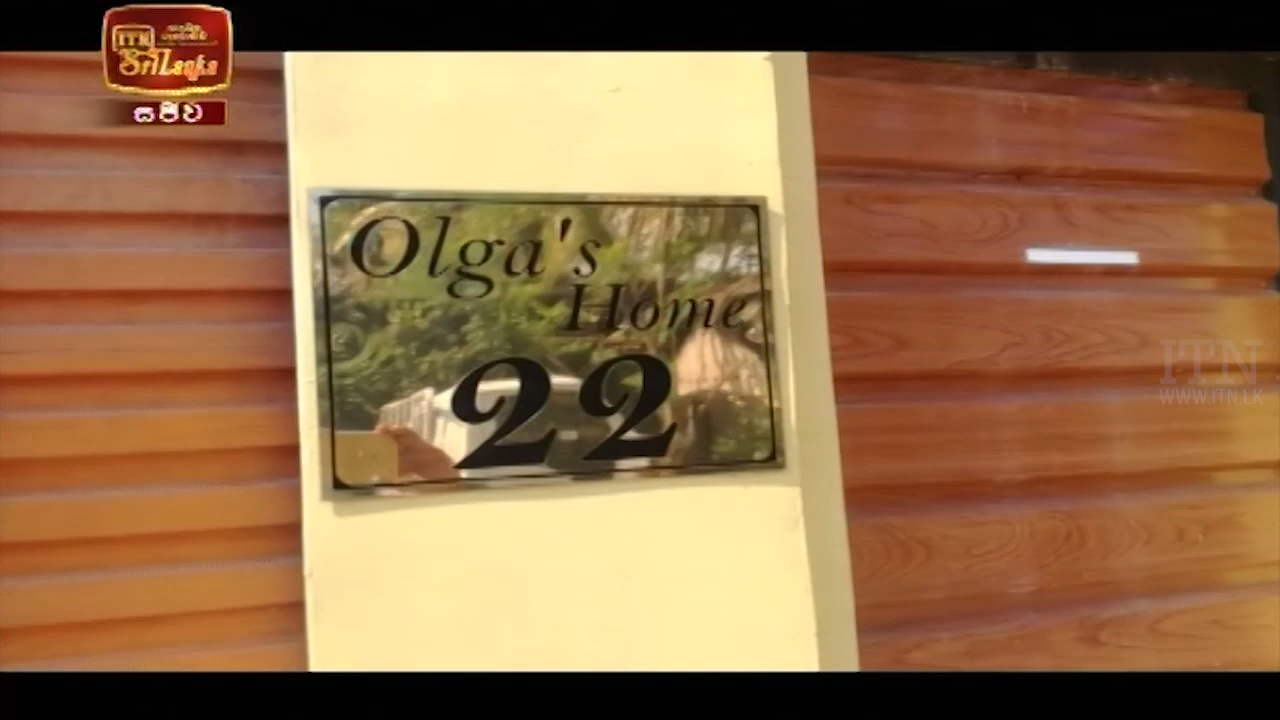 ITN
Sri Lanka
සජීවී
Olga's
Home
22
ITN
WWW.ITN.LK